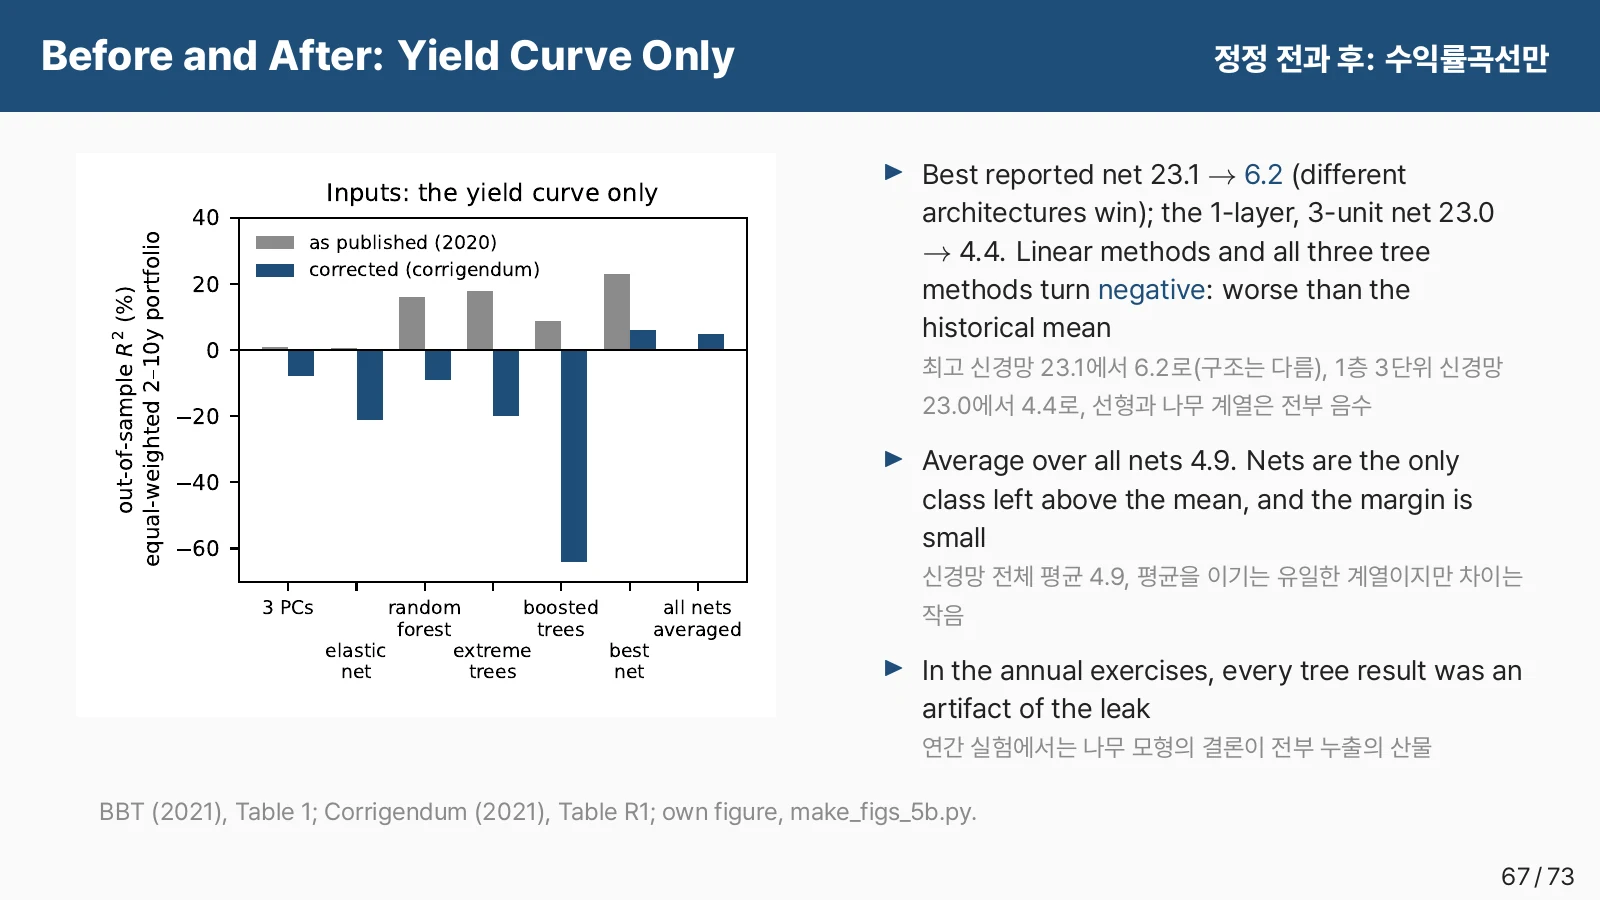 Before and After: Yield Curve Only
정정 전과 후: 수익률곡선만
Inputs: the yield curve only
out-of-sample R² (%)
equal-weighted 2–10y portfolio
40
20
0
−20
−40
−60
as published (2020)
corrected (corrigendum)
3 PCs
elastic
net
random
forest
extreme
trees
boosted
trees
best
net
all nets
averaged
▶ Best reported net 23.1 → 6.2 (different
architectures win); the 1-layer, 3-unit net 23.0
→ 4.4. Linear methods and all three tree
methods turn negative: worse than the
historical mean
최고 신경망 23.1에서 6.2로(구조는 다름), 1층 3단위 신경망
23.0에서 4.4로, 선형과 나무 계열은 전부 음수
▶ Average over all nets 4.9. Nets are the only
class left above the mean, and the margin is
small
신경망 전체 평균 4.9, 평균을 이기는 유일한 계열이지만 차이는
작음
▶ In the annual exercises, every tree result was an
artifact of the leak
연간 실험에서는 나무 모형의 결론이 전부 누출의 산물
BBT (2021), Table 1; Corrigendum (2021), Table R1; own figure, make_figs_5b.py.
67 / 73